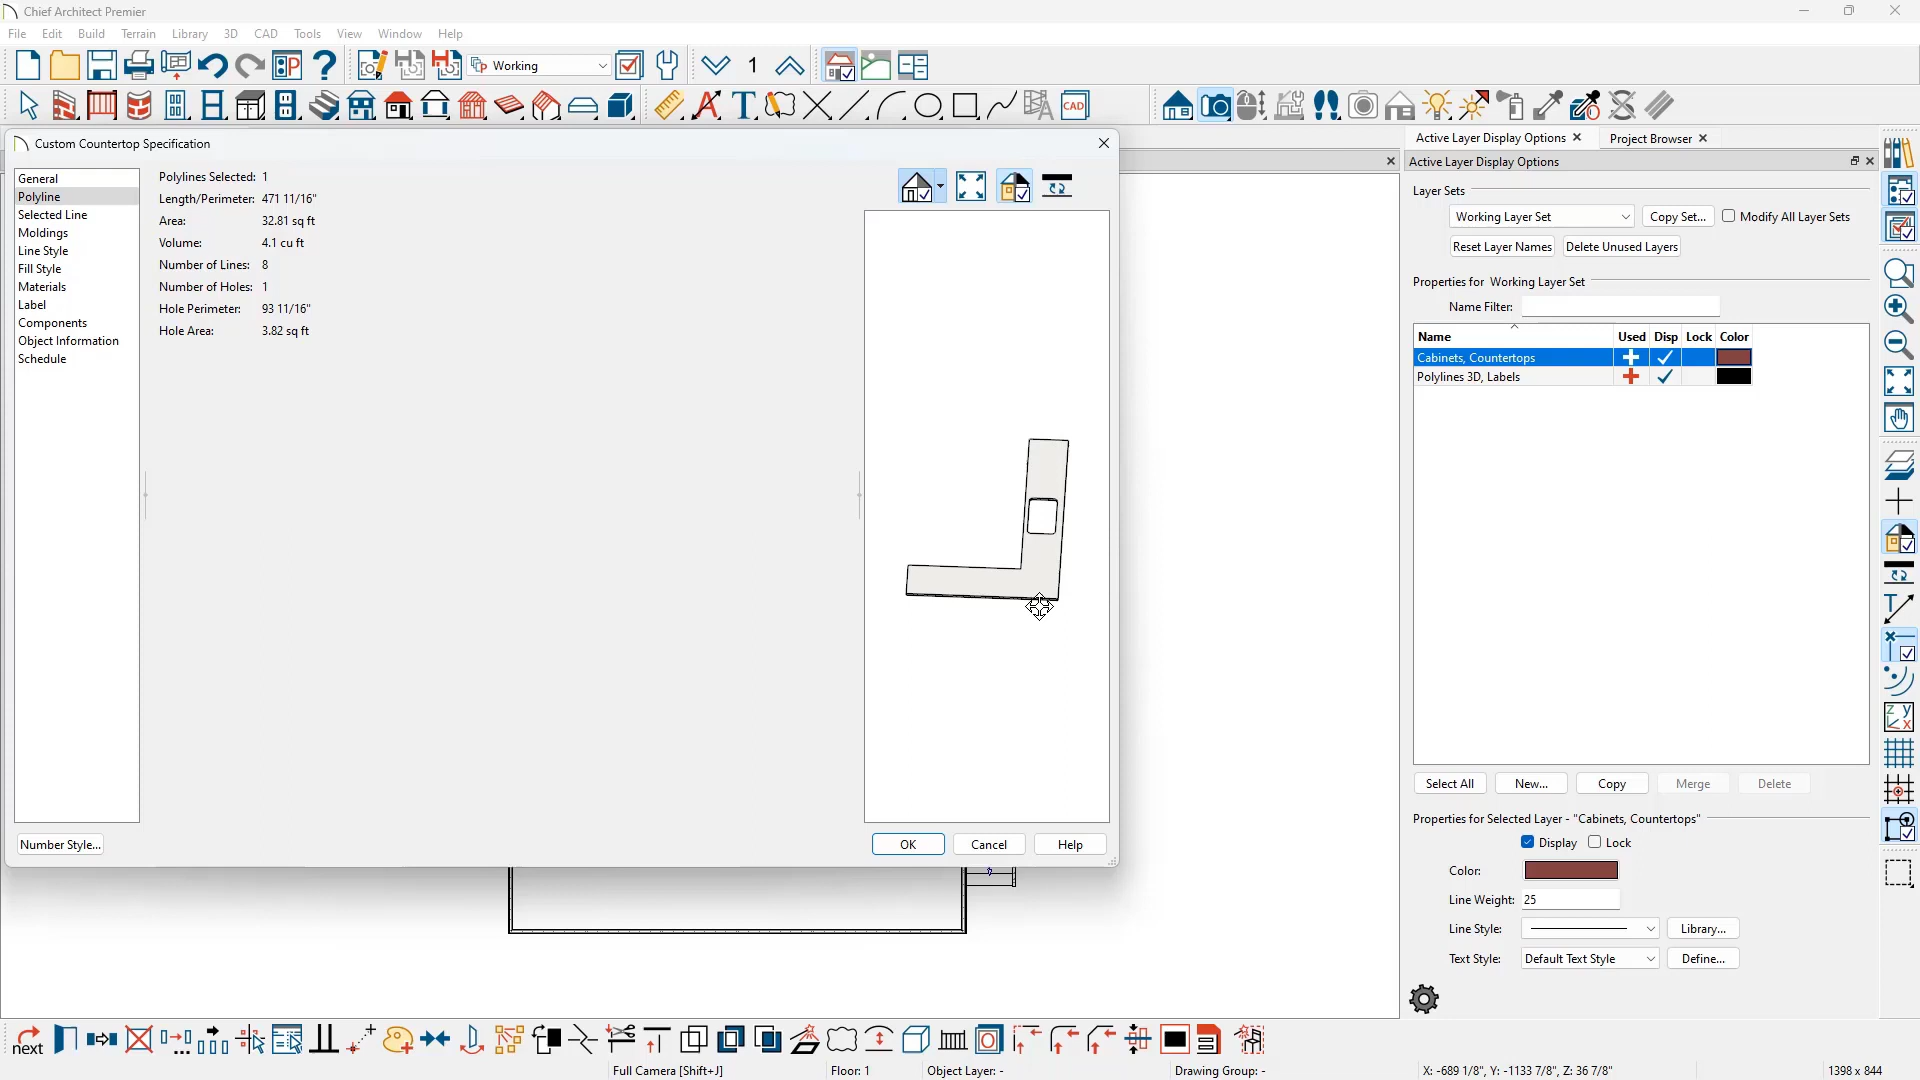 Chief Architect Premier
File Edit Build Terrain Library 3D CAD Tools View Window Help
Working 1
T CAD
Custom Countertop Specification
General
Polyline
Selected Line
Moldings
Line Style
Fill Style
Materials
Label
Components
Object Information
Schedule
Number Style...
Polylines Selected: 1
Length/Perimeter: 471 11/16"
Area: 32.81 sq ft
Volume: 4.1 cu ft
Number of Lines: 8
Number of Holes: 1
Hole Perimeter: 93 11/16"
Hole Area: 3.82 sq ft
OK Cancel Help
Active Layer Display Options Project Browser
Active Layer Display Options
Layer Sets
Working Layer Set Copy Set... Modify All Layer Sets
Reset Layer Names Delete Unused Layers
Properties for Working Layer Set
Name Filter:
Name Used Disp Lock Color
Cabinets, Countertops
Polylines 3D, Labels
Select All New... Copy Merge Delete
Properties for Selected Layer - "Cabinets, Countertops"
Display Lock
Color:
Line Weight: 25
Line Style: Library...
Text Style: Default Text Style Define...
Z Y X
next
Full Camera [Shift+J] Floor: 1 Object Layer: - Drawing Group: - X: -689 1/8", Y: -1133 7/8", Z: 36 7/8" 1398 x 844